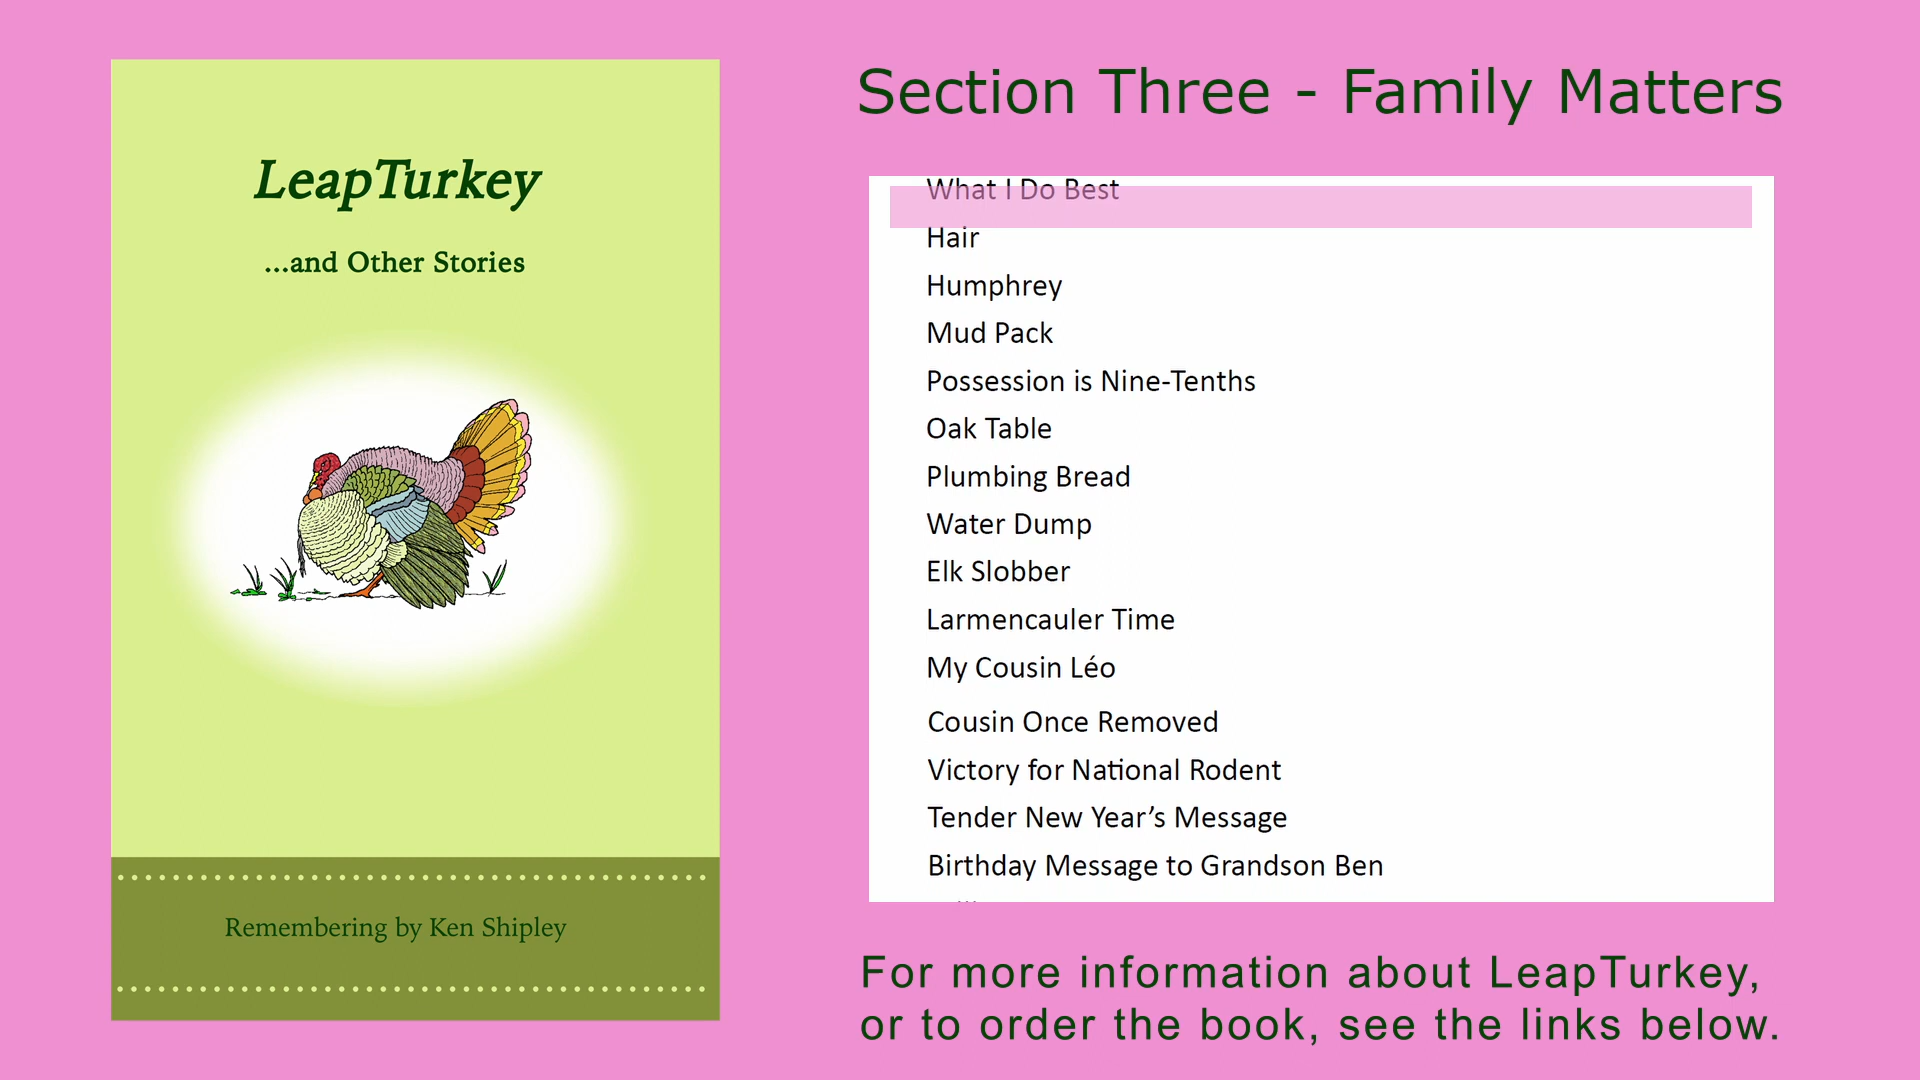 LeapTurkey
...and Other Stories
Remembering by Ken Shipley
Section Three - Family Matters
What I Do Best
Hair
Humphrey
Mud Pack
Possession is Nine-Tenths
Oak Table
Plumbing Bread
Water Dump
Elk Slobber
Larmencauler Time
My Cousin Léo
Cousin Once Removed
Victory for National Rodent
Tender New Year’s Message
Birthday Message to Grandson Ben
For more information about LeapTurkey,
or to order the book, see the links below.